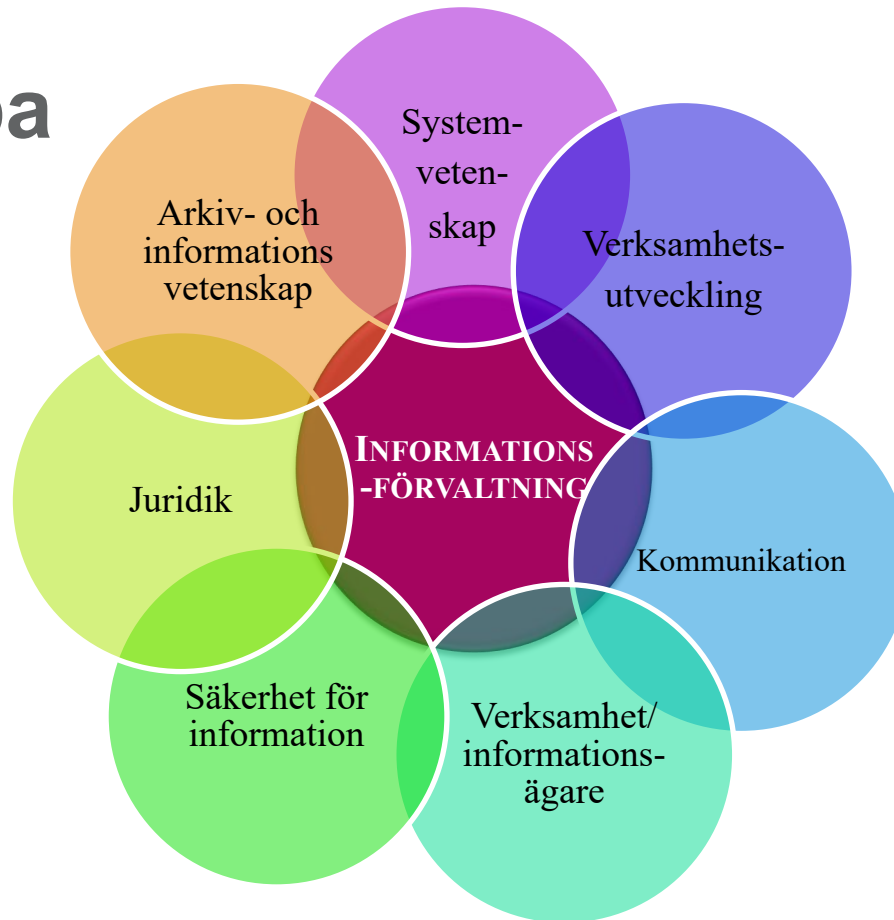 pa
System-
veten-
skap
Arkiv- och
informations
vetenskap
Verksamhets-
utveckling
INFORMATIONS
-FÖRVALTNING
Juridik
Kommunikation
Säkerhet för
information
Verksamhet/
informations-
ägare